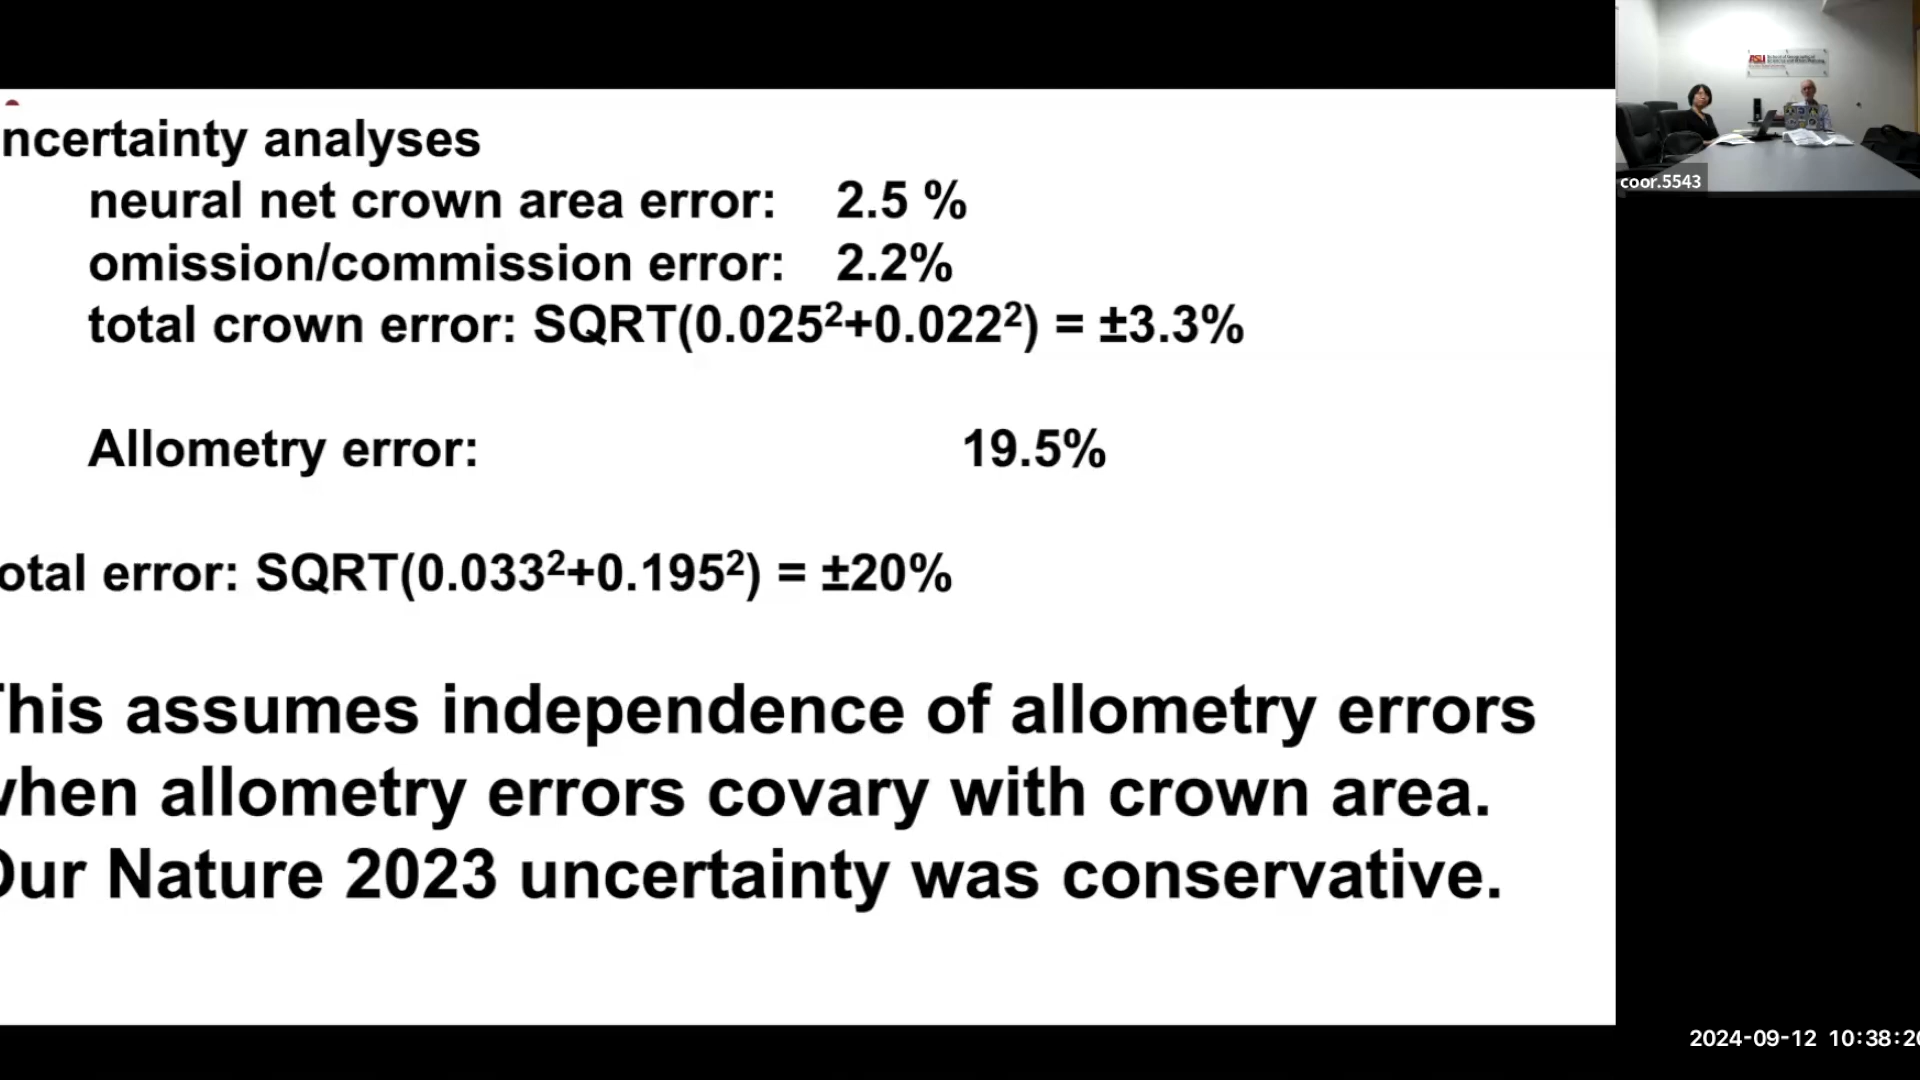 ncertainty analyses
neural net crown area error: 2.5 %
omission/commission error: 2.2%
total crown error: SQRT(0.025²+0.022²) = ±3.3%
Allometry error: 19.5%
otal error: SQRT(0.033²+0.195²) = ±20%
This assumes independence of allometry errors
when allometry errors covary with crown area.
Our Nature 2023 uncertainty was conservative.
ASU
coor.5543
2024-09-12 10:38:20